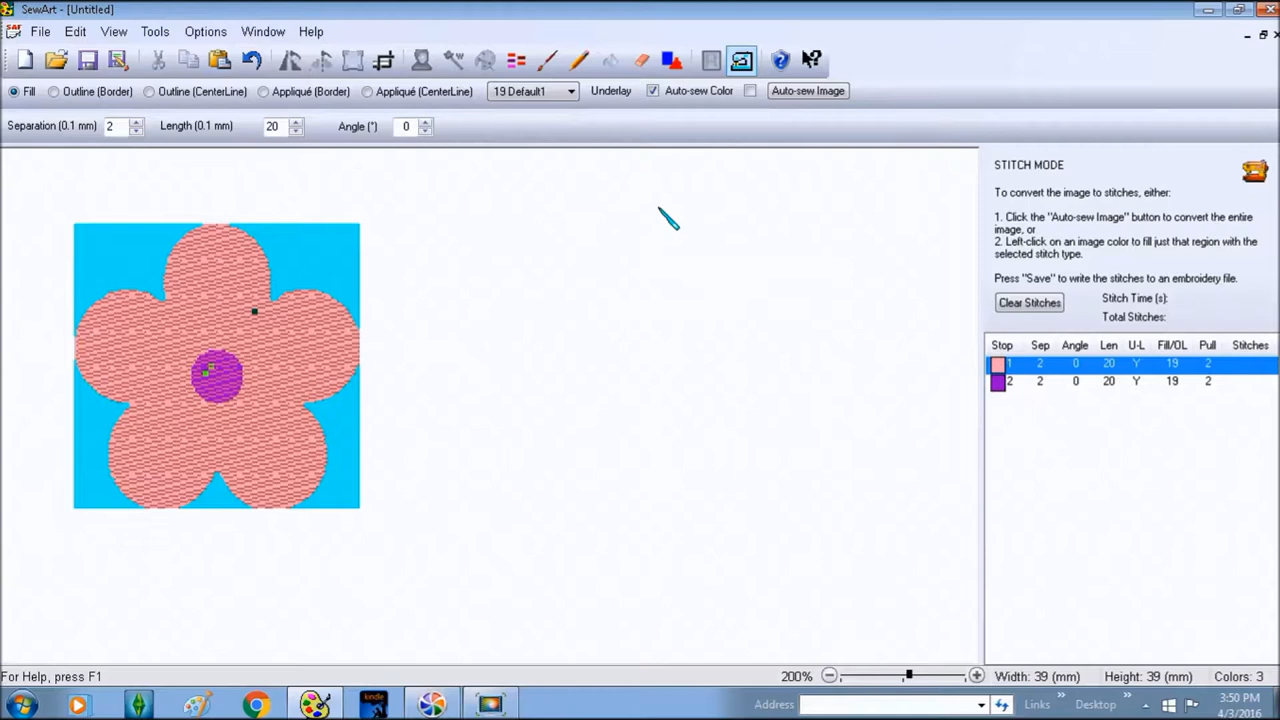 SewArt - [Untitled]
File Edit View Tools Options Window Help
Fill Outline (Border) Outline (CenterLine) Appliqué (Border) Appliqué (CenterLine) 19 Default1 Underlay Auto-sew Color Auto-sew Image
Separation (0.1 mm) 2 Length (0.1 mm) 20 Angle (°) 0
STITCH MODE
To convert the image to stitches, either:
1. Click the "Auto-sew Image" button to convert the entire
image, or
2. Left-click on an image color to fill just that region with the
selected stitch type.
Press "Save" to write the stitches to an embroidery file.
Clear Stitches Stitch Time (s):
Total Stitches:
Stop Sep Angle Len U-L Fill/OL Pull Stitches
1 2 0 20 Y 19 2
2 2 0 20 Y 19 2
For Help, press F1 200% Width: 39 (mm) Height: 39 (mm) Colors: 3
kindle Address Links Desktop 3:50 PM
4/3/2016